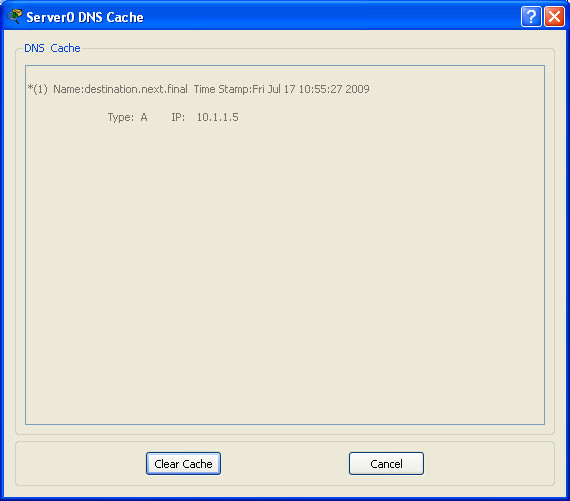 Server0 DNS Cache
DNS Cache
*(1) Name:destination.next.final Time Stamp:Fri Jul 17 10:55:27 2009
Type: A IP: 10.1.1.5
Clear Cache
Cancel